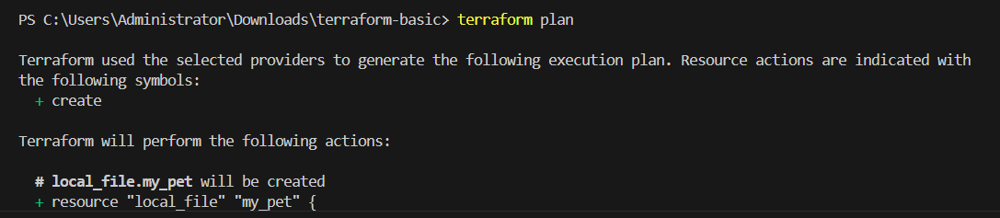 PS C:\Users\Administrator\Downloads\terraform-basic> terraform plan
Terraform used the selected providers to generate the following execution plan. Resource actions are indicated with
the following symbols:
+ create
Terraform will perform the following actions:
# local_file.my_pet will be created
+ resource "local_file" "my_pet" {